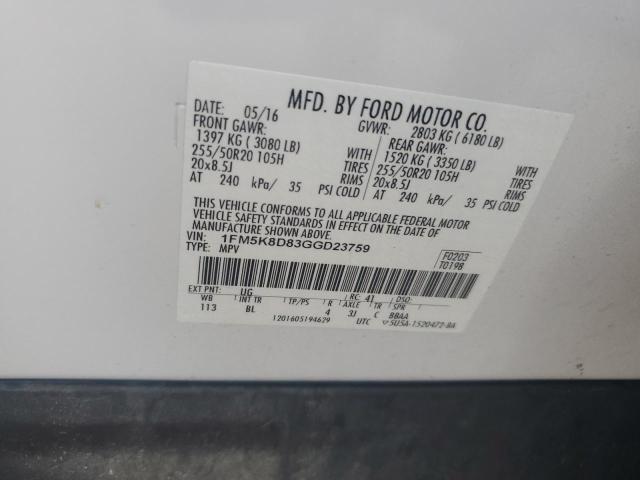 MFD. BY FORD MOTOR CO.
DATE: 05/16 GVWR: 2803 KG ( 6180 LB)
FRONT GAWR: REAR GAWR:
1397 KG ( 3080 LB) WITH 1520 KG ( 3350 LB) WITH
255/50R20 105H TIRES 255/50R20 105H TIRES
20x8.5J RIMS 20x8.5J RIMS
AT 240 kPa/ 35 PSI COLD AT 240 kPa/ 35 PSI COLD
THIS VEHICLE CONFORMS TO ALL APPLICABLE FEDERAL MOTOR
VEHICLE SAFETY STANDARDS IN EFFECT ON THE DATE OF
MANUFACTURE SHOWN ABOVE.
VIN: 1FM5K8D83GGD23759 F0203
TYPE: MPV T0198
EXT PNT: UG RC: 41 DSO:
WB INT TR TP/PS R AXLE TR SPR
113 BL 4 3J C BBAA
1201605194629 UTC 5U5A-1520472-BA